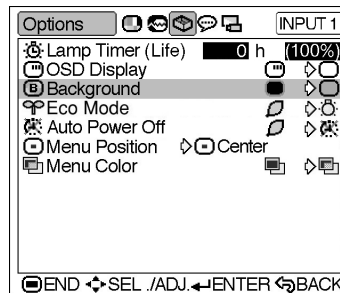 Options INPUT 1
Lamp Timer (Life) 0 h (100%)
OSD Display
B Background
Eco Mode
Auto Power Off
Menu Position Center
Menu Color
END SEL ./ADJ. ENTER BACK